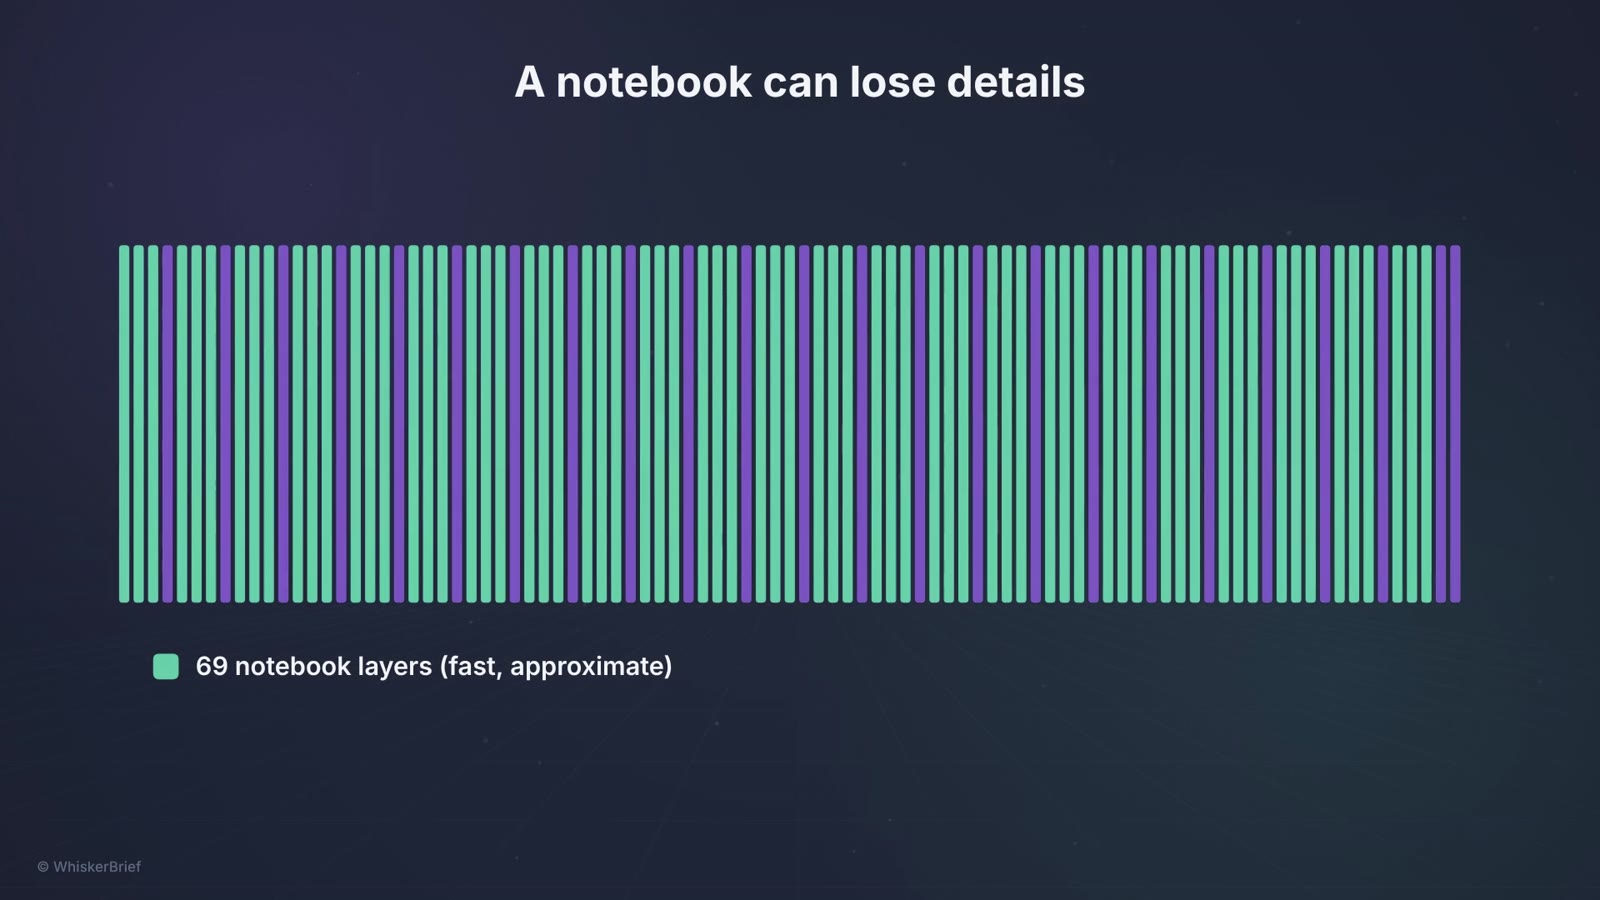 A notebook can lose details
69 notebook layers (fast, approximate)
© WhiskerBrief